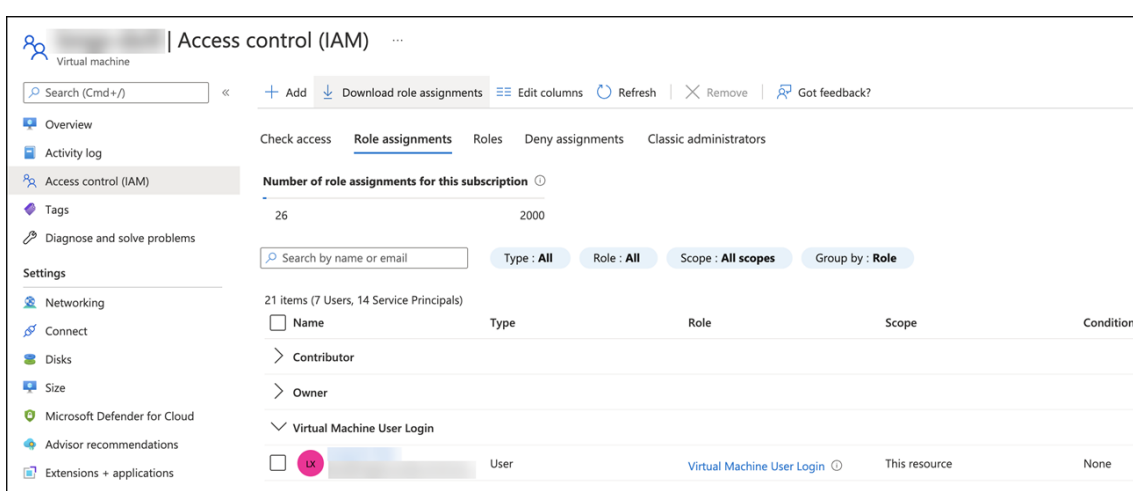 | Access control (IAM) ...
Virtual machine
Search (Cmd+/) «
Add Download role assignments Edit columns Refresh Remove Got feedback?
Overview
Activity log
Access control (IAM)
Tags
Diagnose and solve problems
Settings
Networking
Connect
Disks
Size
Microsoft Defender for Cloud
Advisor recommendations
Extensions + applications
Check access Role assignments Roles Deny assignments Classic administrators
Number of role assignments for this subscription
26 2000
Search by name or email Type : All Role : All Scope : All scopes Group by : Role
21 items (7 Users, 14 Service Principals)
Name Type Role Scope Condition
Contributor
Owner
Virtual Machine User Login
LX User Virtual Machine User Login This resource None